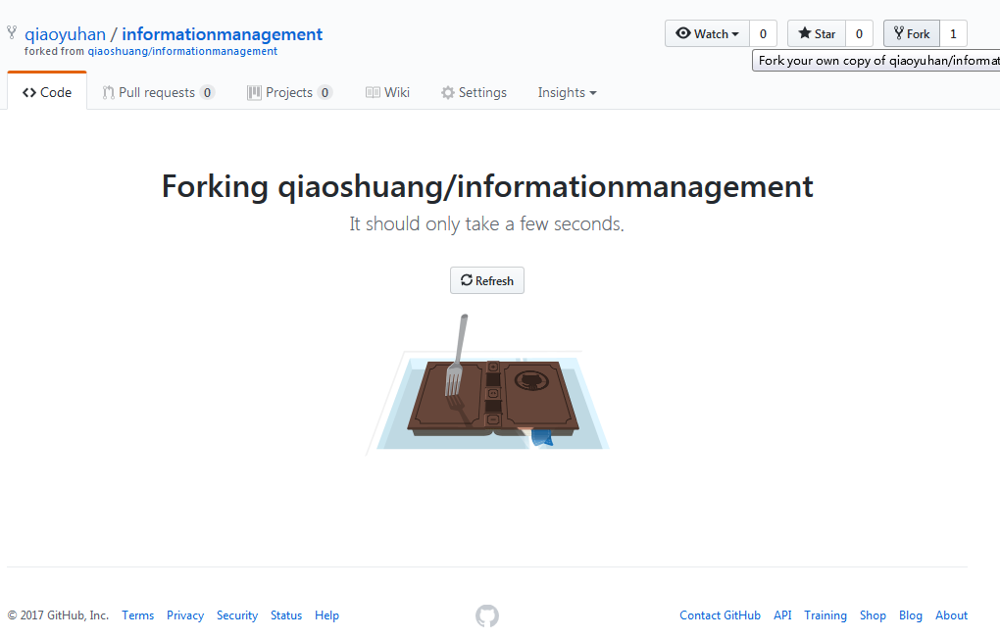 qiaoyuhan / informationmanagement
forked from qiaoshuang/informationmanagement
Watch 0 Star 0 Fork 1
Fork your own copy of qiaoyuhan/informat
Code Pull requests 0 Projects 0 Wiki Settings Insights
Forking qiaoshuang/informationmanagement
It should only take a few seconds.
Refresh
© 2017 GitHub, Inc. Terms Privacy Security Status Help Contact GitHub API Training Shop Blog About